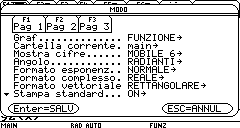 MODO
F1 F2 F3
Pag 1 Pag 2 Pag 3
Graf................. FUNZIONE→
Cartella corrente. main→
Mostra cifre...... MOBILE 6→
Angolo.............. RADIANTI→
Formato esponenz. NORMALE→
Formato complesso. REALE→
Formato vettoriale RETTANGOLARE→
Stampa standard... ON→
Enter=SALV ESC=ANNUL
MAIN RAD AUTO FUNZ